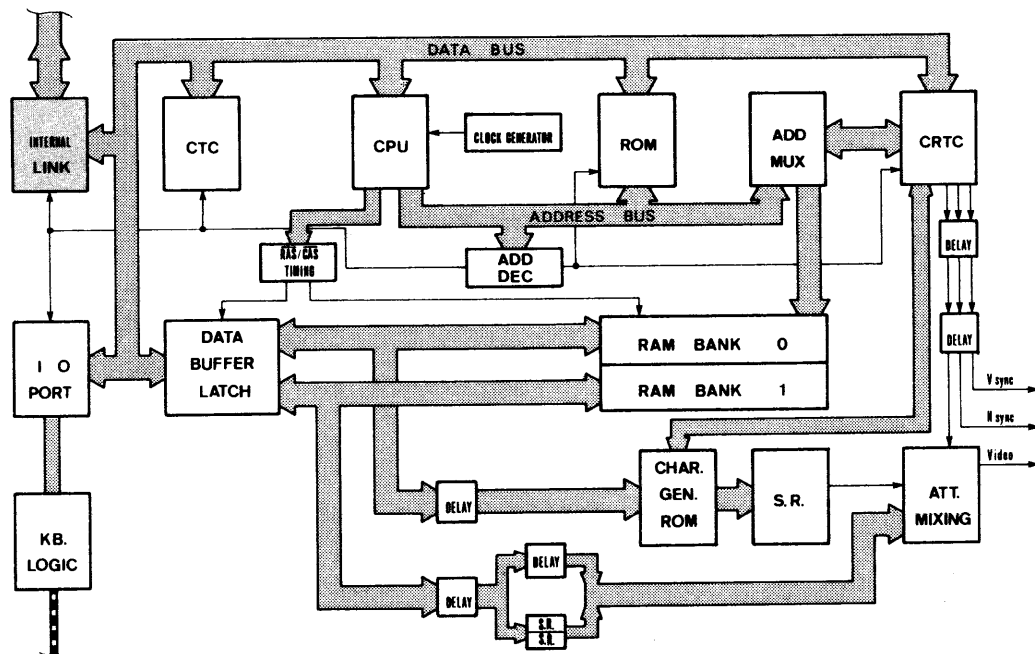 DATA BUS
INTERNAL
LINK
CTC
CPU
CLOCK GENERATOR
ROM
ADD
MUX
CRTC
ADDRESS BUS
RAS/CAS
TIMING
ADD
DEC
DELAY
DATA
BUFFER
LATCH
RAM BANK 0
RAM BANK 1
I O
PORT
DELAY
V sync
H sync
Video
CHAR.
GEN.
ROM
S.R.
ATT.
MIXING
DELAY
KB.
LOGIC
DELAY
DELAY
S.R.
S.R.